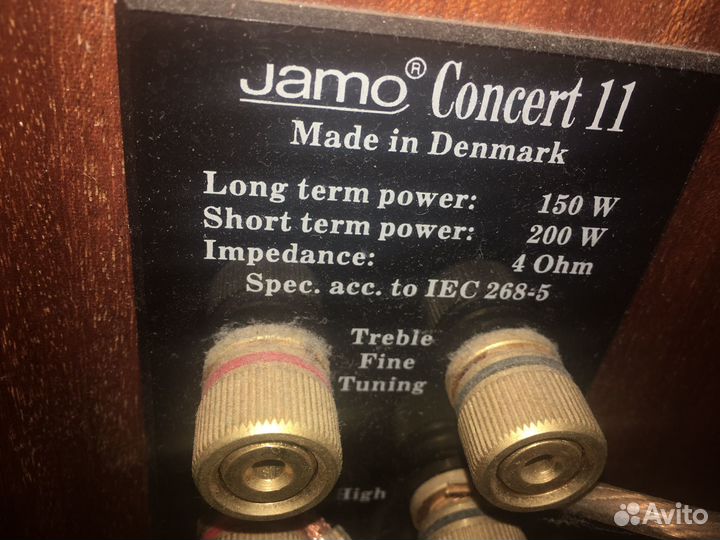 Jamo® Concert 11
Made in Denmark
Long term power: 150 W
Short term power: 200 W
Impedance: 4 Ohm
Spec. acc. to IEC 268-5
Treble
Fine
Tuning
High
Avito